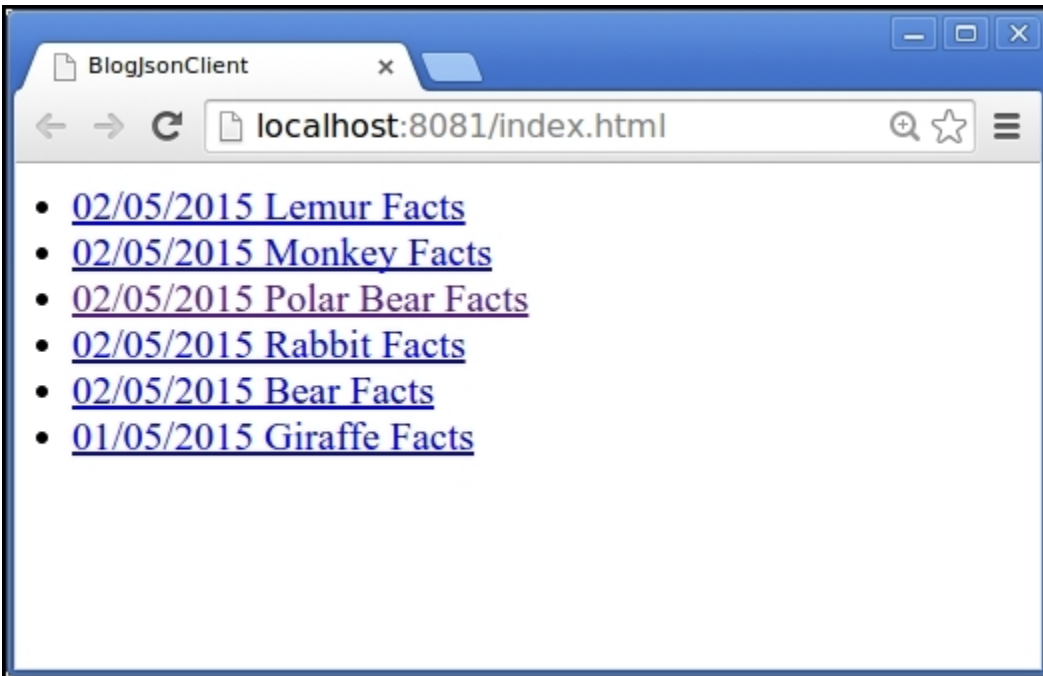 BlogJsonClient
localhost:8081/index.html
02/05/2015 Lemur Facts
02/05/2015 Monkey Facts
02/05/2015 Polar Bear Facts
02/05/2015 Rabbit Facts
02/05/2015 Bear Facts
01/05/2015 Giraffe Facts